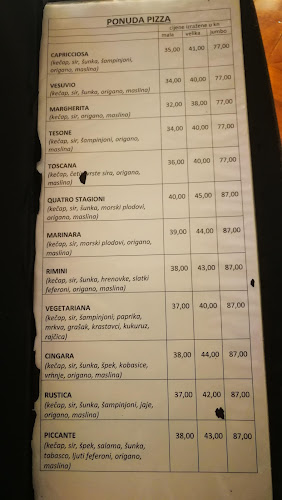 PONUDA PIZZA
cijene izražene u kn
mala velika jumbo
CAPRICCIOSA 35,00 41,00 77,00
(kečap, sir, šunka, šampinjoni,
origano, maslina)
VESUVIO 34,00 40,00 77,00
(kečap, sir, šunka, origano, maslina)
MARGHERITA 32,00 38,00 77,00
(kečap, sir, origano, maslina)
TESONE 34,00 40,00 77,00
(kečap, sir, šampinjoni, origano,
maslina)
TOSCANA 36,00 40,00 77,00
(kečap, četiri vrste sira, origano,
maslina)
QUATRO STAGIONI 40,00 45,00 87,00
(kečap, sir, šunka, morski plodovi,
origano, maslina)
MARINARA 39,00 44,00 87,00
(kečap, sir, morski plodovi, origano,
maslina)
RIMINI 38,00 43,00 87,00
(kečap, sir, šunka, hrenovke, slatki
feferoni, origano, maslina)
VEGETARIANA 37,00 40,00 87,00
(kečap, sir, šampinjoni, paprika,
mrkva, grašak, krastavci, kukuruz,
rajčica)
CINGARA 38,00 44,00 87,00
(kečap, sir, šunka, špek, kobasice,
vrhnje, origano, maslina)
RUSTICA 37,00 42,00 87,00
(kečap, sir, šunka, šampinjoni, jaje,
origano, maslina)
PICCANTE 38,00 43,00 87,00
(kečap, sir, špek, salama, šunka,
tabasco, ljuti feferoni, origano,
maslina)